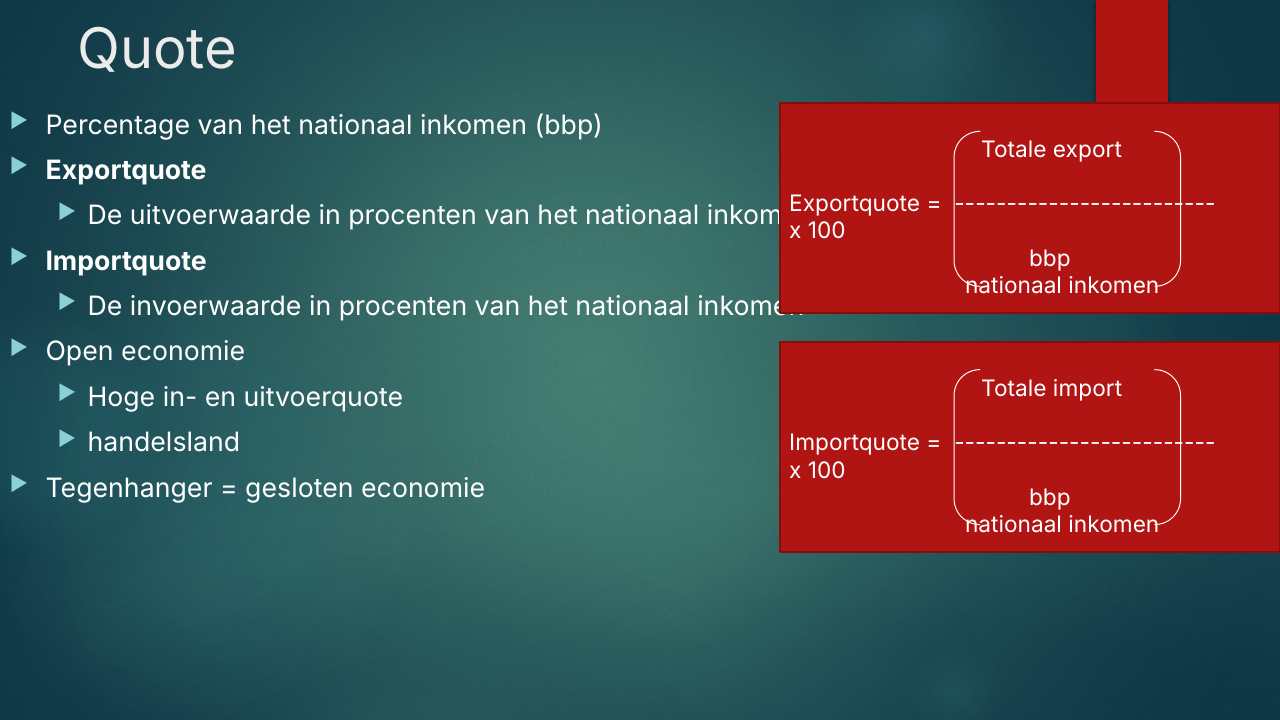 Quote
Percentage van het nationaal inkomen (bbp)
Exportquote
De uitvoerwaarde in procenten van het nationaal inkom
Importquote
De invoerwaarde in procenten van het nationaal inkomen
Open economie
Hoge in- en uitvoerquote
handelsland
Tegenhanger = gesloten economie
Totale export
Exportquote = --------------------------
x 100
bbp
nationaal inkomen
Totale import
Importquote = --------------------------
x 100
bbp
nationaal inkomen